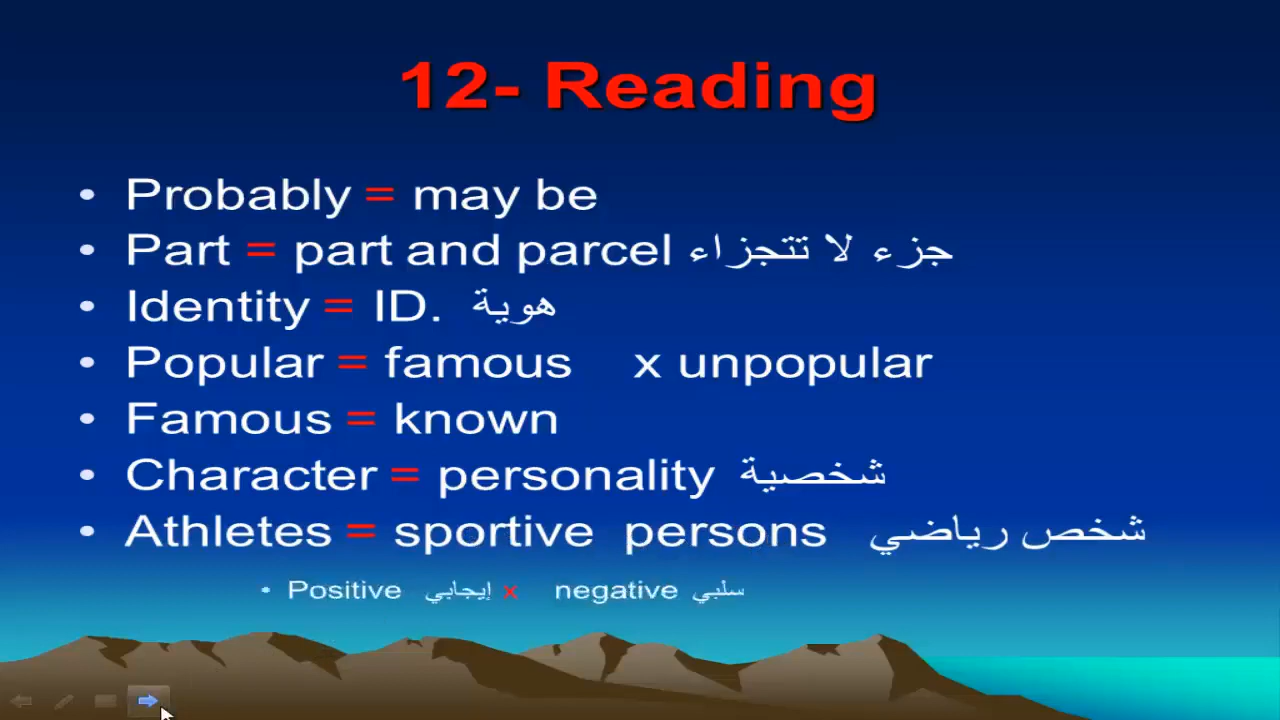 12- Reading
• Probably = may be
• Part = part and parcel جزء لا تتجزاء
• Identity = ID. هوية
• Popular = famous x unpopular
• Famous = known
• Character = personality شخصية
• Athletes = sportive persons شخص رياضي
• Positive إيجابي x negative سلبي